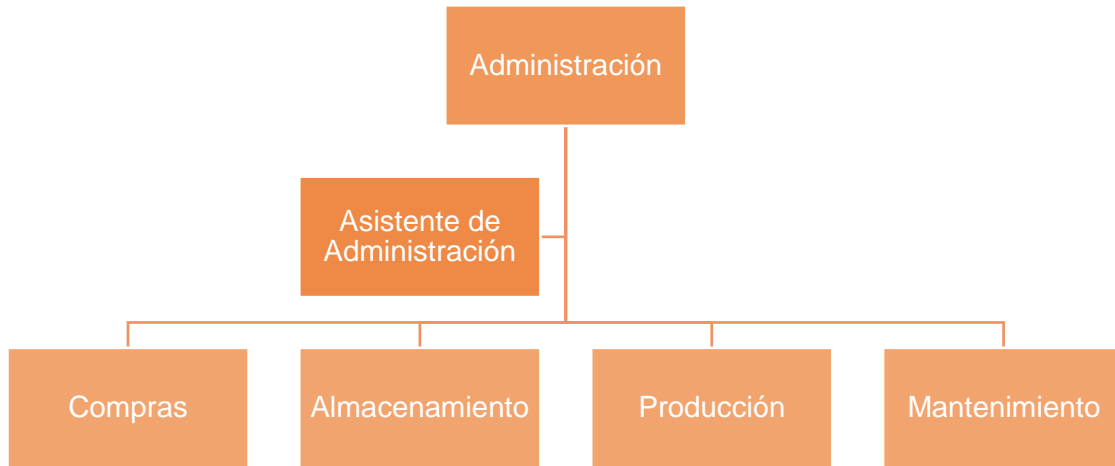 Administración
Asistente de
Administración
Compras
Almacenamiento
Producción
Mantenimiento